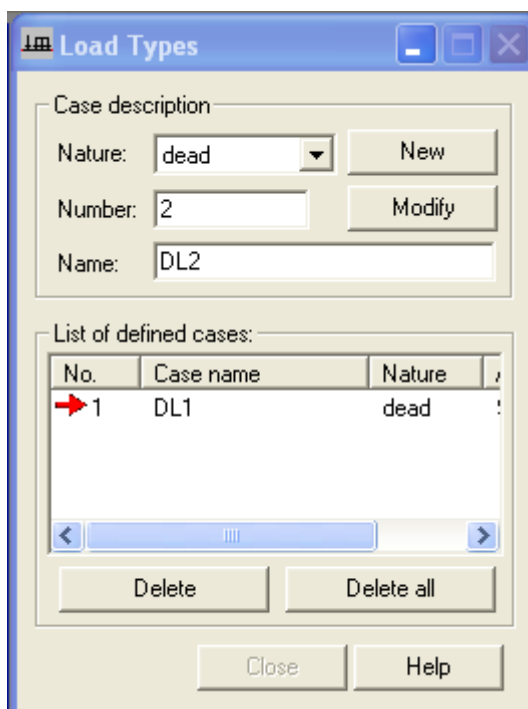 Load Types
Case description
Nature: dead New
Number: 2 Modify
Name: DL2
List of defined cases:
No. Case name Nature
1 DL1 dead
Delete Delete all
Close Help